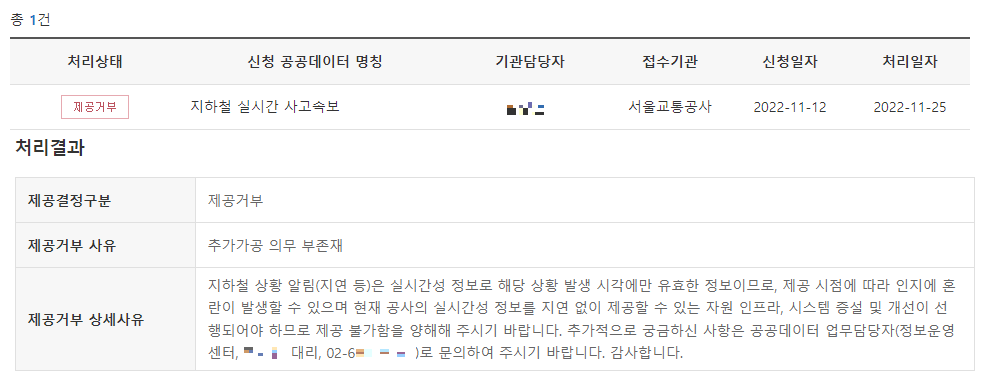 총 1건
처리상태 신청 공공데이터 명칭 기관담당자 접수기관 신청일자 처리일자
제공거부 지하철 실시간 사고속보 서울교통공사 2022-11-12 2022-11-25
처리결과
제공결정구분 제공거부
제공거부 사유 추가가공 의무 부존재
제공거부 상세사유
지하철 상황 알림(지연 등)은 실시간성 정보로 해당 상황 발생 시각에만 유효한 정보이므로, 제공 시점에 따라 인지에 혼
란이 발생할 수 있으며 현재 공사의 실시간성 정보를 지연 없이 제공할 수 있는 자원 인프라, 시스템 증설 및 개선이 선
행되어야 하므로 제공 불가함을 양해해 주시기 바랍니다. 추가적으로 궁금하신 사항은 공공데이터 업무담당자(정보운영
센터, 대리, 02-6 )로 문의하여 주시기 바랍니다. 감사합니다.